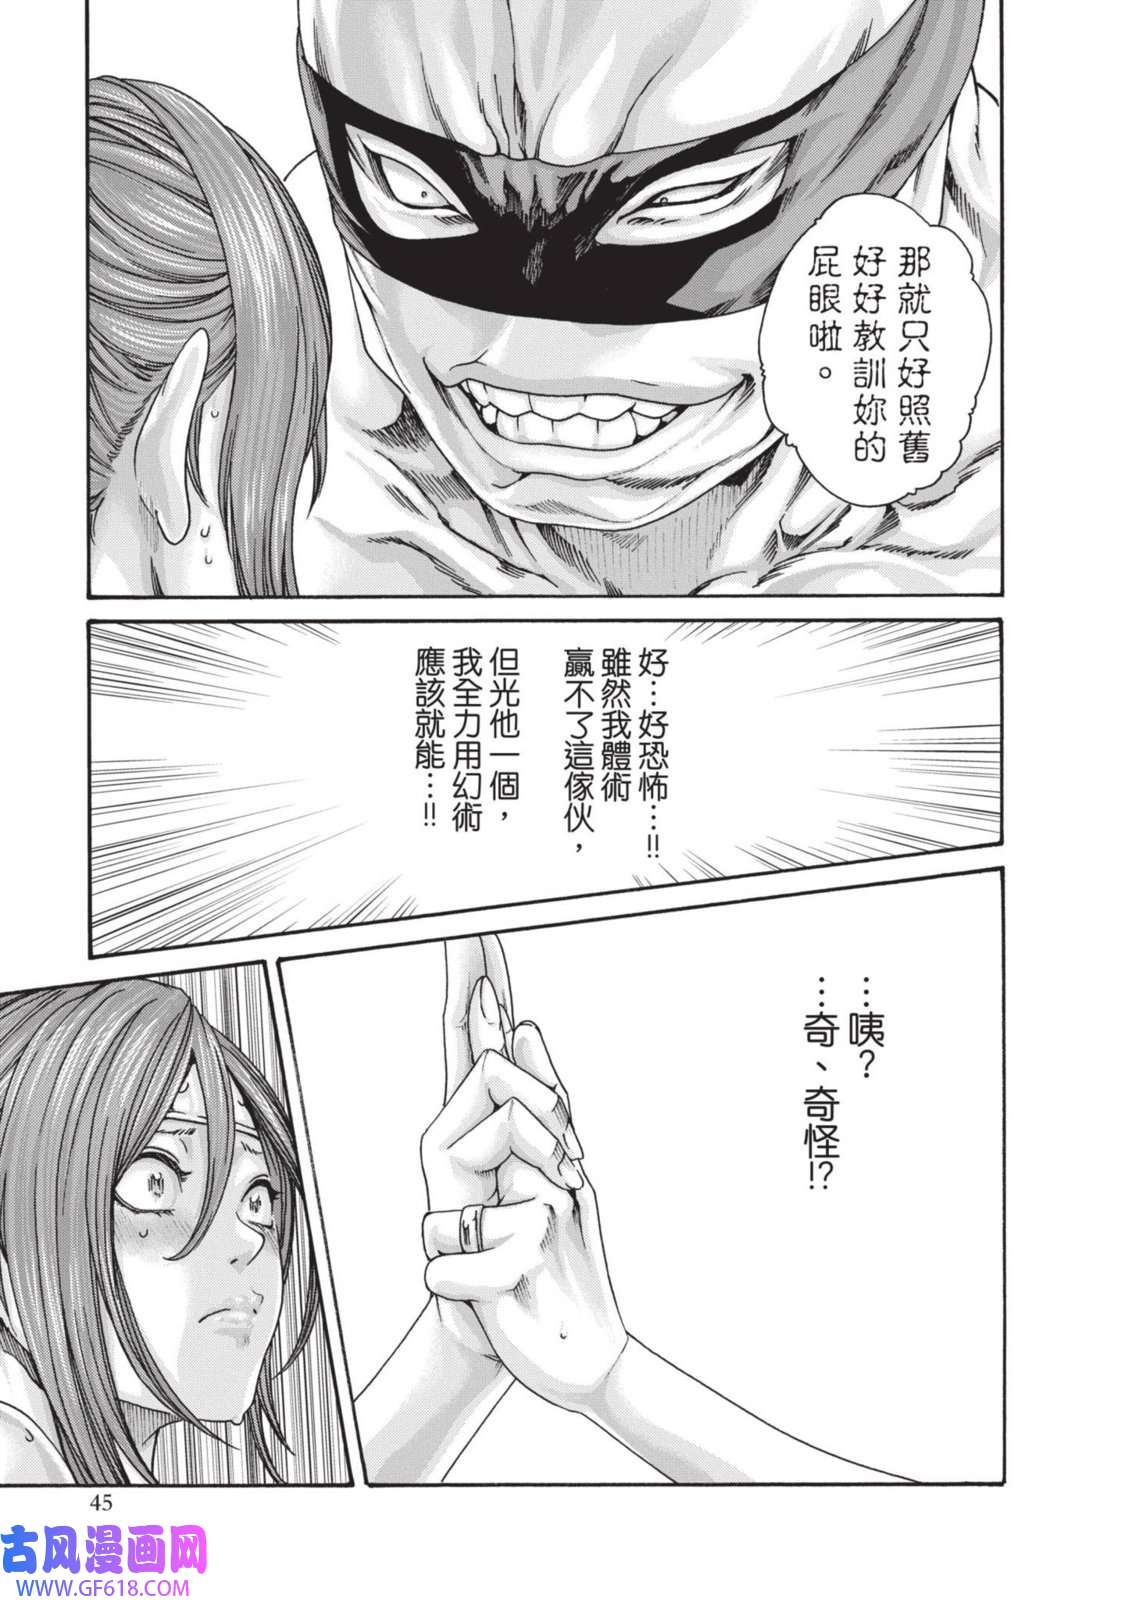 那就只好照舊
好好教訓妳的
屁眼啦。
好…好恐怖…!!
雖然我體術
贏不了這傢伙，
但光他一個，
我全力用幻術
應該就能…!!
…咦?
…奇、奇怪!?
45
古风漫画网
WWW.GF618.COM